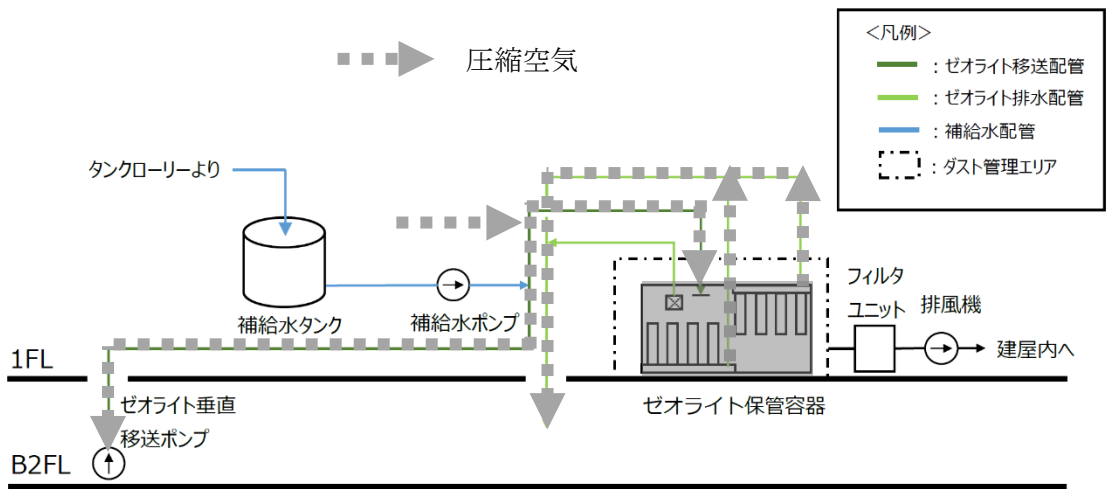 圧縮空気
<凡例>
：ゼオライト移送配管
：ゼオライト排水配管
：補給水配管
：ダスト管理エリア
タンクローリーより
補給水タンク
補給水ポンプ
フィルタ
ユニット
排風機
建屋内へ
1FL
ゼオライト保管容器
ゼオライト垂直
移送ポンプ
B2FL